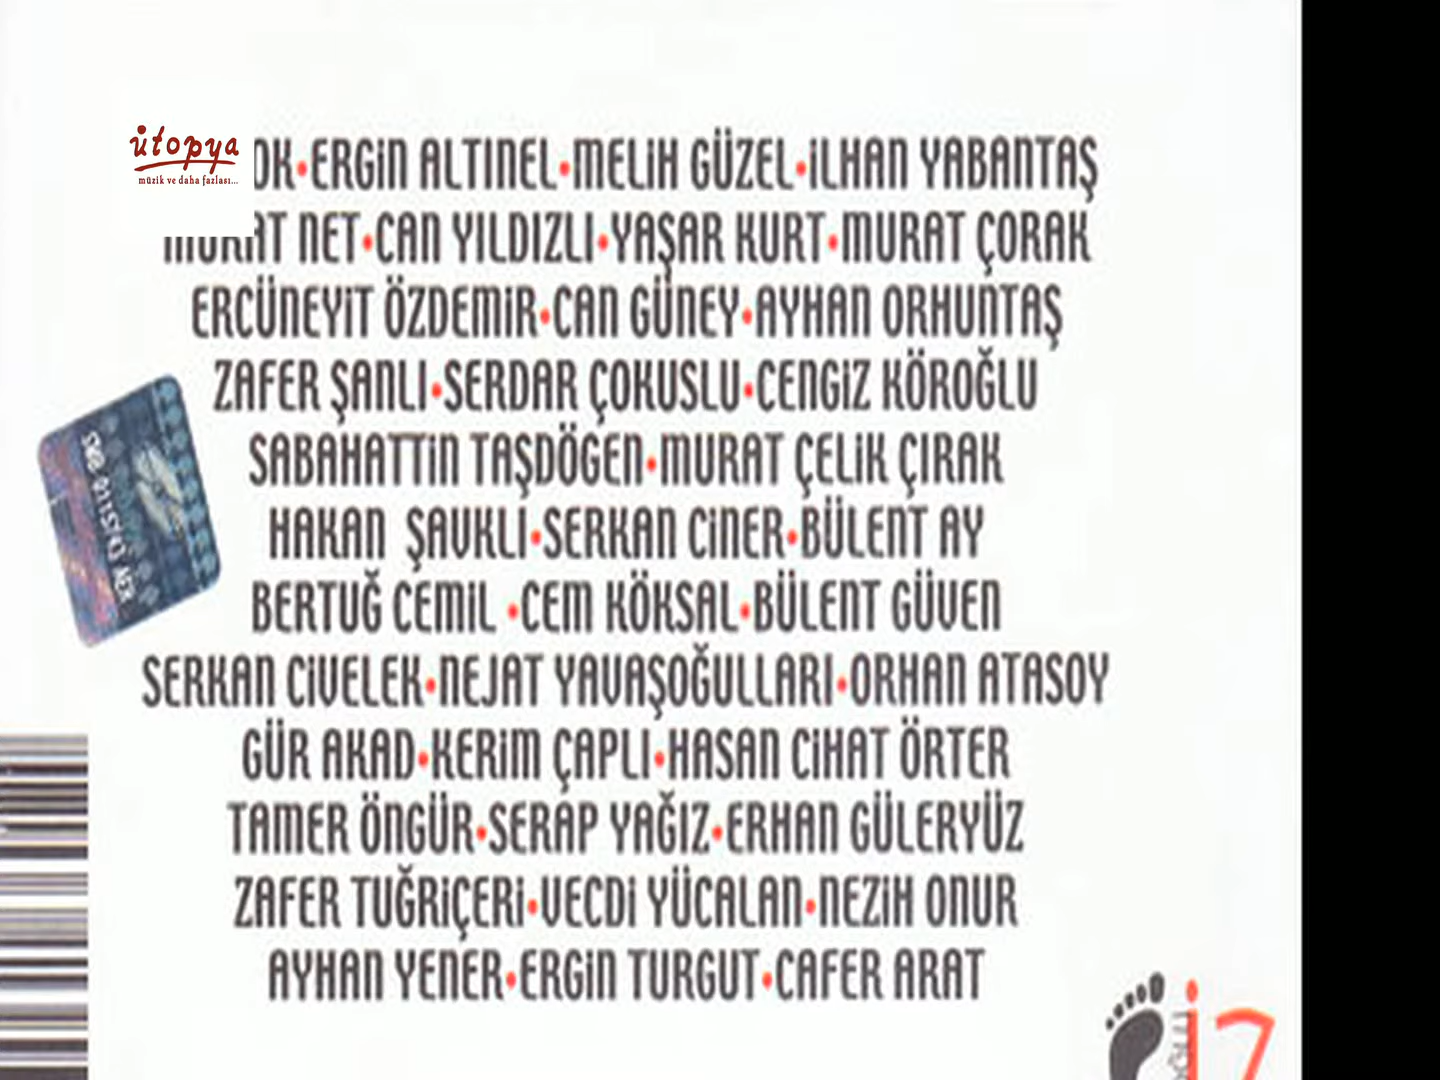 ütopya
müzik ve daha fazlası...
OK•ERGİN ALTINEL•MELİH GÜZEL•İLHAN YABANTAŞ
MURAT NET•CAN YILDIZLI•YAŞAR KURT•MURAT ÇORAK
ERCÜNEYİT ÖZDEMİR•CAN GÜNEY•AYHAN ORHUNTAŞ
ZAFER ŞANLI•SERDAR ÇOKUSLU•CENGİZ KÖROĞLU
SABAHATTİN TAŞDÖGEN•MURAT ÇELİK ÇIRAK
HAKAN ŞAVKLI•SERKAN CİNER•BÜLENT AY
BERTUĞ CEMİL •CEM KÖKSAL•BÜLENT GÜVEN
SERKAN CİVELEK•NEJAT YAVAŞOĞULLARI•ORHAN ATASOY
GÜR AKAD•KERİM ÇAPLI•HASAN CİHAT ÖRTER
TAMER ÖNGÜR•SERAP YAĞIZ•ERHAN GÜLERYÜZ
ZAFER TUĞRİÇERİ•VECDİ YÜCALAN•NEZİH ONUR
AYHAN YENER•ERGİN TURGUT•CAFER ARAT
iz